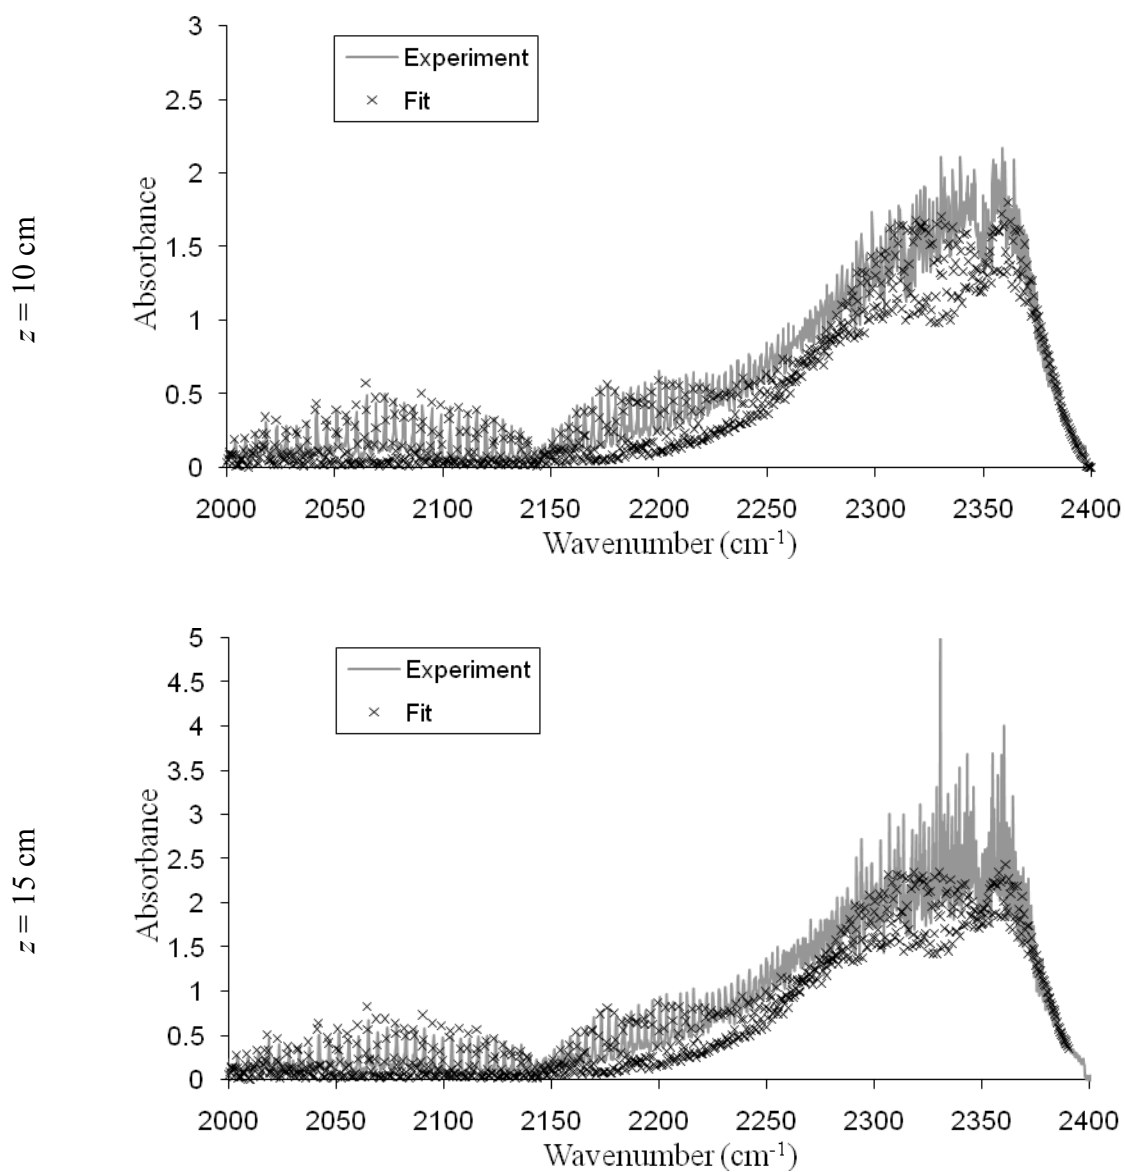 z = 10 cm
3
2.5
2
1.5
1
0.5
0
Absorbance
Experiment
× Fit
2000 2050 2100 2150 2200 2250 2300 2350 2400
Wavenumber (cm-1)
z = 15 cm
5
4.5
4
3.5
3
2.5
2
1.5
1
0.5
0
Absorbance
Experiment
× Fit
2000 2050 2100 2150 2200 2250 2300 2350 2400
Wavenumber (cm-1)